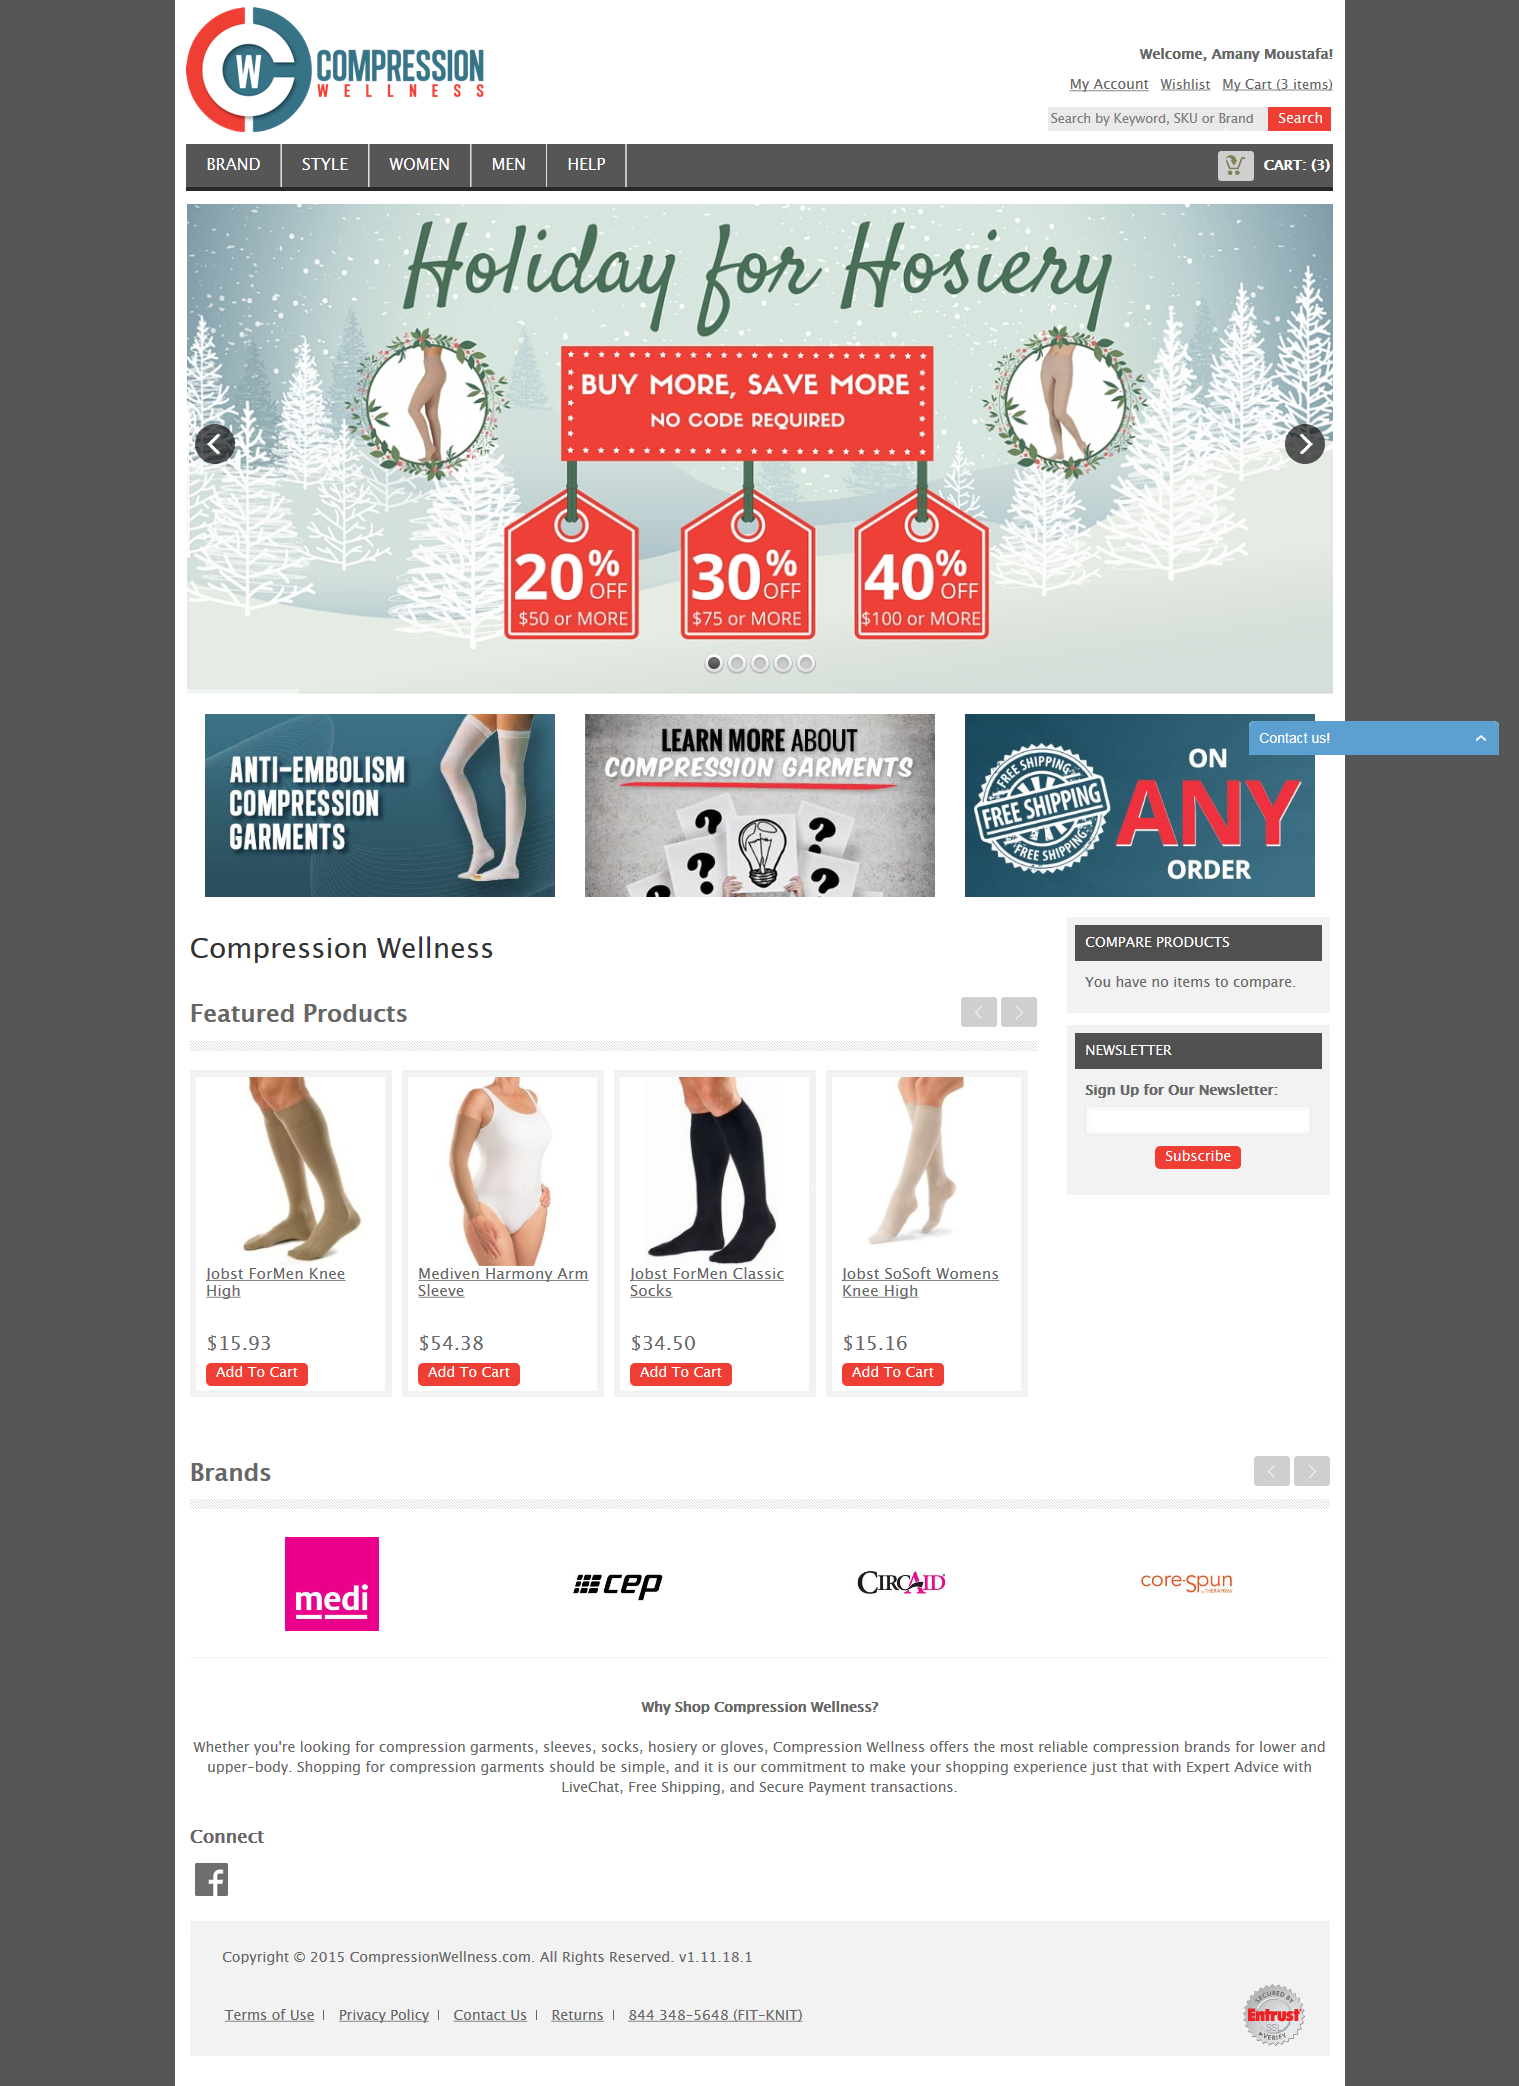 CW COMPRESSION
WELLNESS
Welcome, Amany Moustafa!
My Account Wishlist My Cart (3 items)
Search by Keyword, SKU or Brand Search
BRAND STYLE WOMEN MEN HELP CART: (3)
Holiday for Hosiery
BUY MORE, SAVE MORE
NO CODE REQUIRED
20% OFF 30% OFF 40% OFF
$50 or MORE $75 or MORE $100 or MORE
ANTI-EMBOLISM
COMPRESSION
GARMENTS
LEARN MORE ABOUT
COMPRESSION GARMENTS
? ? ? ? ?
FREE SHIPPING
FREE SHIPPING
FREE SHIPPING
ON
ANY
ORDER
Contact us!
Compression Wellness
COMPARE PRODUCTS
You have no items to compare.
Featured Products
NEWSLETTER
Sign Up for Our Newsletter:
Subscribe
Jobst ForMen Knee
High
$15.93
Add To Cart
Mediven Harmony Arm
Sleeve
$54.38
Add To Cart
Jobst ForMen Classic
Socks
$34.50
Add To Cart
Jobst SoSoft Womens
Knee High
$15.16
Add To Cart
Brands
medi
cep
CIRCAID
core-spun
Why Shop Compression Wellness?
Whether you're looking for compression garments, sleeves, socks, hosiery or gloves, Compression Wellness offers the most reliable compression brands for lower and
upper-body. Shopping for compression garments should be simple, and it is our commitment to make your shopping experience just that with Expert Advice with
LiveChat, Free Shipping, and Secure Payment transactions.
Connect
f
Copyright © 2015 CompressionWellness.com. All Rights Reserved. v1.11.18.1
Terms of Use | Privacy Policy | Contact Us | Returns | 844 348-5648 (FIT-KNIT)
SECURED BY
Entrust
SSL
VERIFY